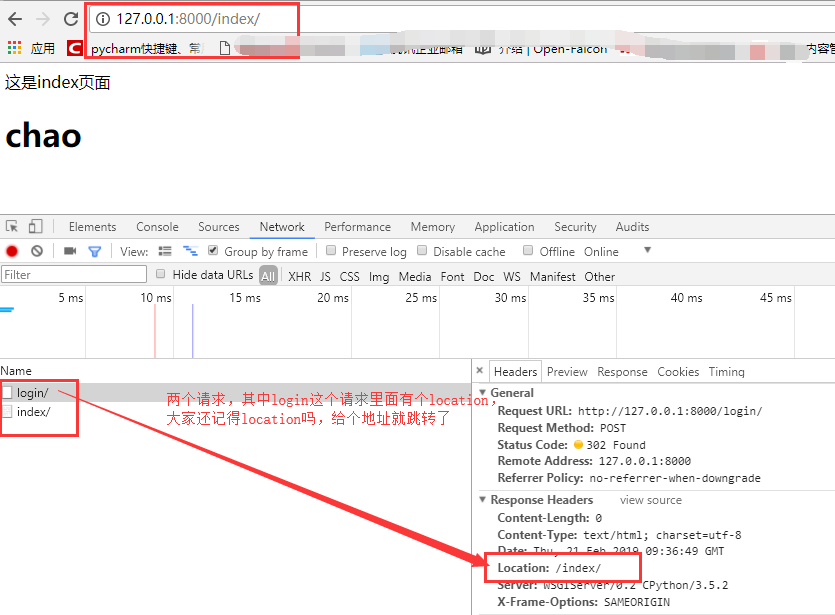 127.0.0.1:8000/index/
应用 C pycharm快捷键、常 企业邮箱 介绍 | Open-Falcon 内容管
这是index页面
chao
Elements Console Sources Network Performance Memory Application Security Audits
View: Group by frame Preserve log Disable cache Offline Online
Filter Hide data URLs All XHR JS CSS Img Media Font Doc WS Manifest Other
5 ms 10 ms 15 ms 20 ms 25 ms 30 ms 35 ms 40 ms 45 ms
Name
login/
index/
两个请求，其中login这个请求里面有个location，
大家还记得location吗，给个地址就跳转了
× Headers Preview Response Cookies Timing
General
Request URL: http://127.0.0.1:8000/login/
Request Method: POST
Status Code: 302 Found
Remote Address: 127.0.0.1:8000
Referrer Policy: no-referrer-when-downgrade
Response Headers view source
Content-Length: 0
Content-Type: text/html; charset=utf-8
Date: Thu, 21 Feb 2019 09:36:49 GMT
Location: /index/
Server: WSGIServer/0.2 CPython/3.5.2
X-Frame-Options: SAMEORIGIN